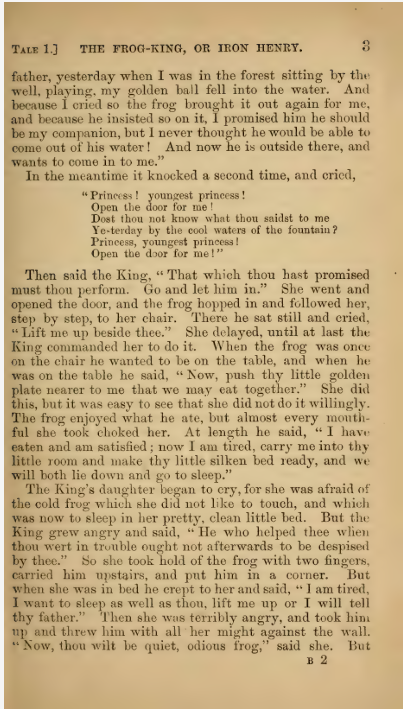 TALE 1.] THE FROG-KING, OR IRON HENRY. 3
father, yesterday when I was in the forest sitting by the
well, playing, my golden ball fell into the water. And
because I cried so the frog brought it out again for me,
and because he insisted so on it, I promised him he should
be my companion, but I never thought he would be able to
come out of his water! And now he is outside there, and
wants to come in to me.”
In the meantime it knocked a second time, and cried,
“Princess! youngest princess!
Open the door for me!
Dost thou not know what thou saidst to me
Yesterday by the cool waters of the fountain?
Princess, youngest princess!
Open the door for me!”
Then said the King, “That which thou hast promised
must thou perform. Go and let him in.” She went and
opened the door, and the frog hopped in and followed her,
step by step, to her chair. There he sat still and cried,
“Lift me up beside thee.” She delayed, until at last the
King commanded her to do it. When the frog was once
on the chair he wanted to be on the table, and when he
was on the table he said, “Now, push thy little golden
plate nearer to me that we may eat together.” She did
this, but it was easy to see that she did not do it willingly.
The frog enjoyed what he ate, but almost every mouth-
ful she took choked her. At length he said, “I have
eaten and am satisfied; now I am tired, carry me into thy
little room and make thy little silken bed ready, and we
will both lie down and go to sleep.”
The King's daughter began to cry, for she was afraid of
the cold frog which she did not like to touch, and which
was now to sleep in her pretty, clean little bed. But the
King grew angry and said, “He who helped thee when
thou wert in trouble ought not afterwards to be despised
by thee.” So she took hold of the frog with two fingers,
carried him upstairs, and put him in a corner. But
when she was in bed he crept to her and said, “I am tired,
I want to sleep as well as thou, lift me up or I will tell
thy father.” Then she was terribly angry, and took him
up and threw him with all her might against the wall.
“Now, thou wilt be quiet, odious frog,” said she. But
B 2